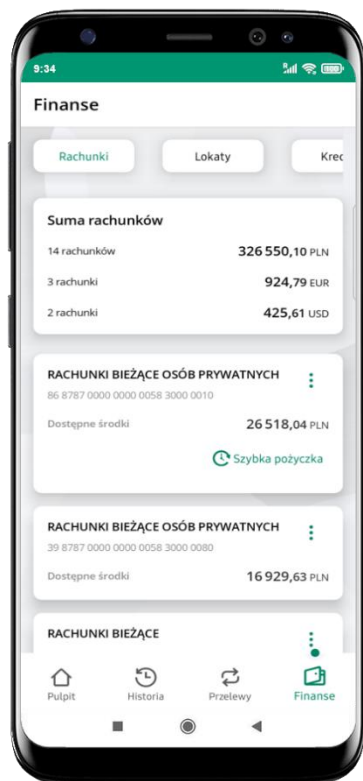 9:34
Finanse
Rachunki Lokaty Kred
Suma rachunków
14 rachunków 326 550,10 PLN
3 rachunki 924,79 EUR
2 rachunki 425,61 USD
RACHUNKI BIEŻĄCE OSÓB PRYWATNYCH
86 8787 0000 0000 0058 3000 0010
Dostępne środki 26 518,04 PLN
Szybka pożyczka
RACHUNKI BIEŻĄCE OSÓB PRYWATNYCH
39 8787 0000 0000 0058 3000 0080
Dostępne środki 16 929,63 PLN
RACHUNKI BIEŻĄCE
Pulpit Historia Przelewy Finanse